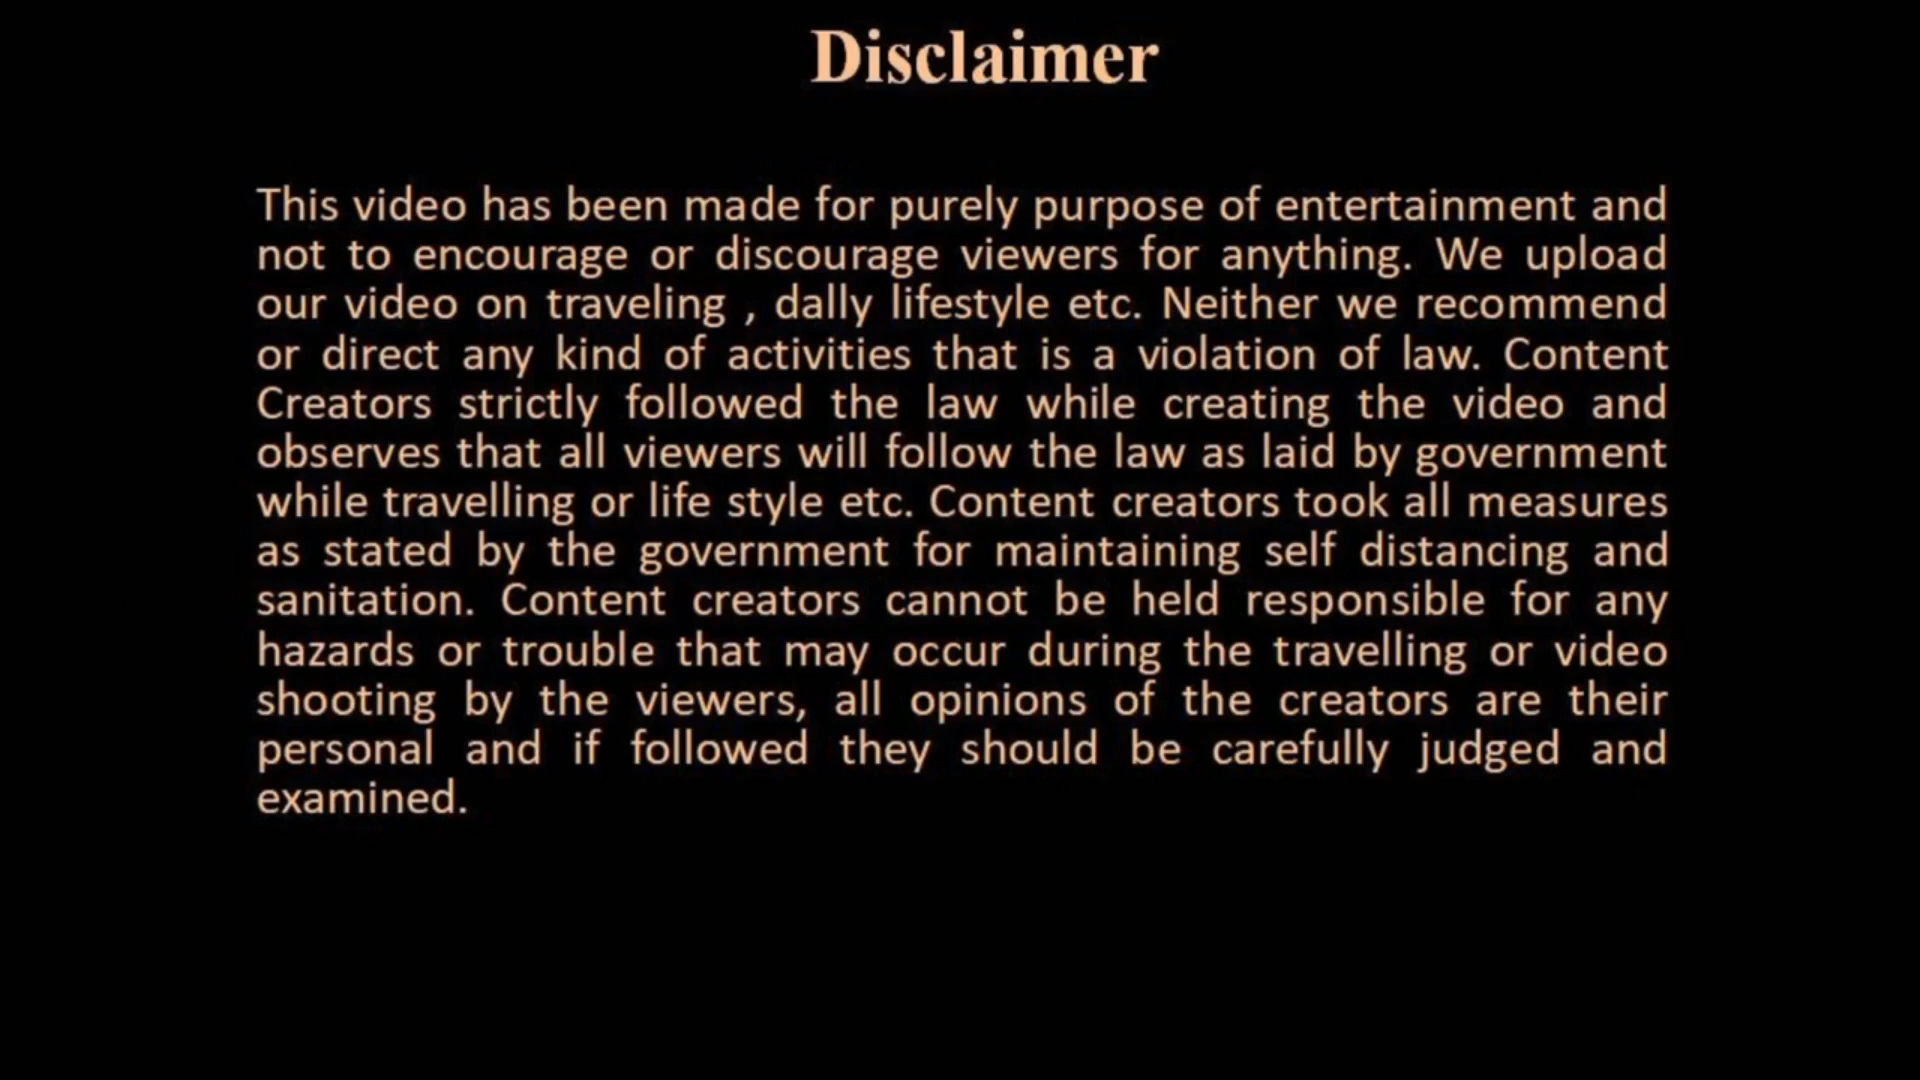 Disclaimer
This video has been made for purely purpose of entertainment and
not to encourage or discourage viewers for anything. We upload
our video on traveling , dally lifestyle etc. Neither we recommend
or direct any kind of activities that is a violation of law. Content
Creators strictly followed the law while creating the video and
observes that all viewers will follow the law as laid by government
while travelling or life style etc. Content creators took all measures
as stated by the government for maintaining self distancing and
sanitation. Content creators cannot be held responsible for any
hazards or trouble that may occur during the travelling or video
shooting by the viewers, all opinions of the creators are their
personal and if followed they should be carefully judged and
examined.